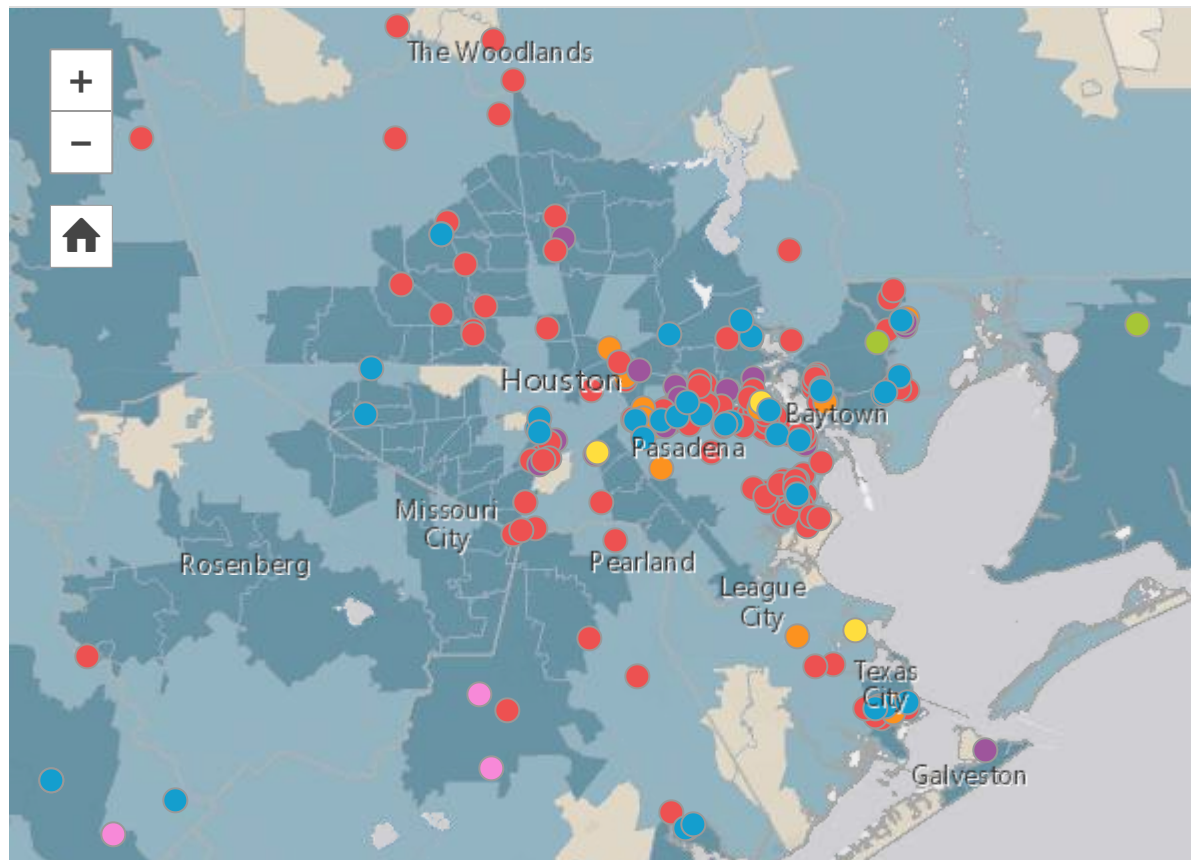 The Woodlands
+
−
Houston
Baytown
Pasadena
Missouri
City
Rosenberg
Pearland
League
City
Texas
City
Galveston